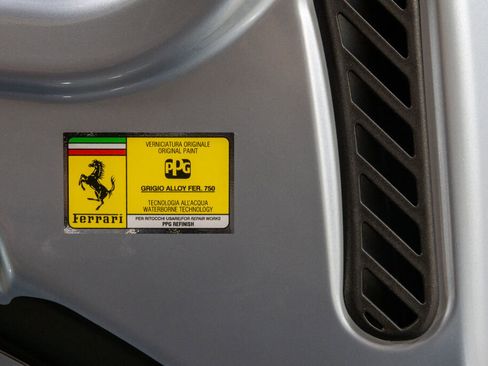 VERNICIATURA ORIGINALE
ORIGINAL PAINT
PPG
GRIGIO ALLOY FER. 750
TECNOLOGIA ALL'ACQUA
WATERBORNE TECHNOLOGY
Ferrari
PER RITOCCHI USARE/FOR REPAIR WORKS
PPG REFINISH